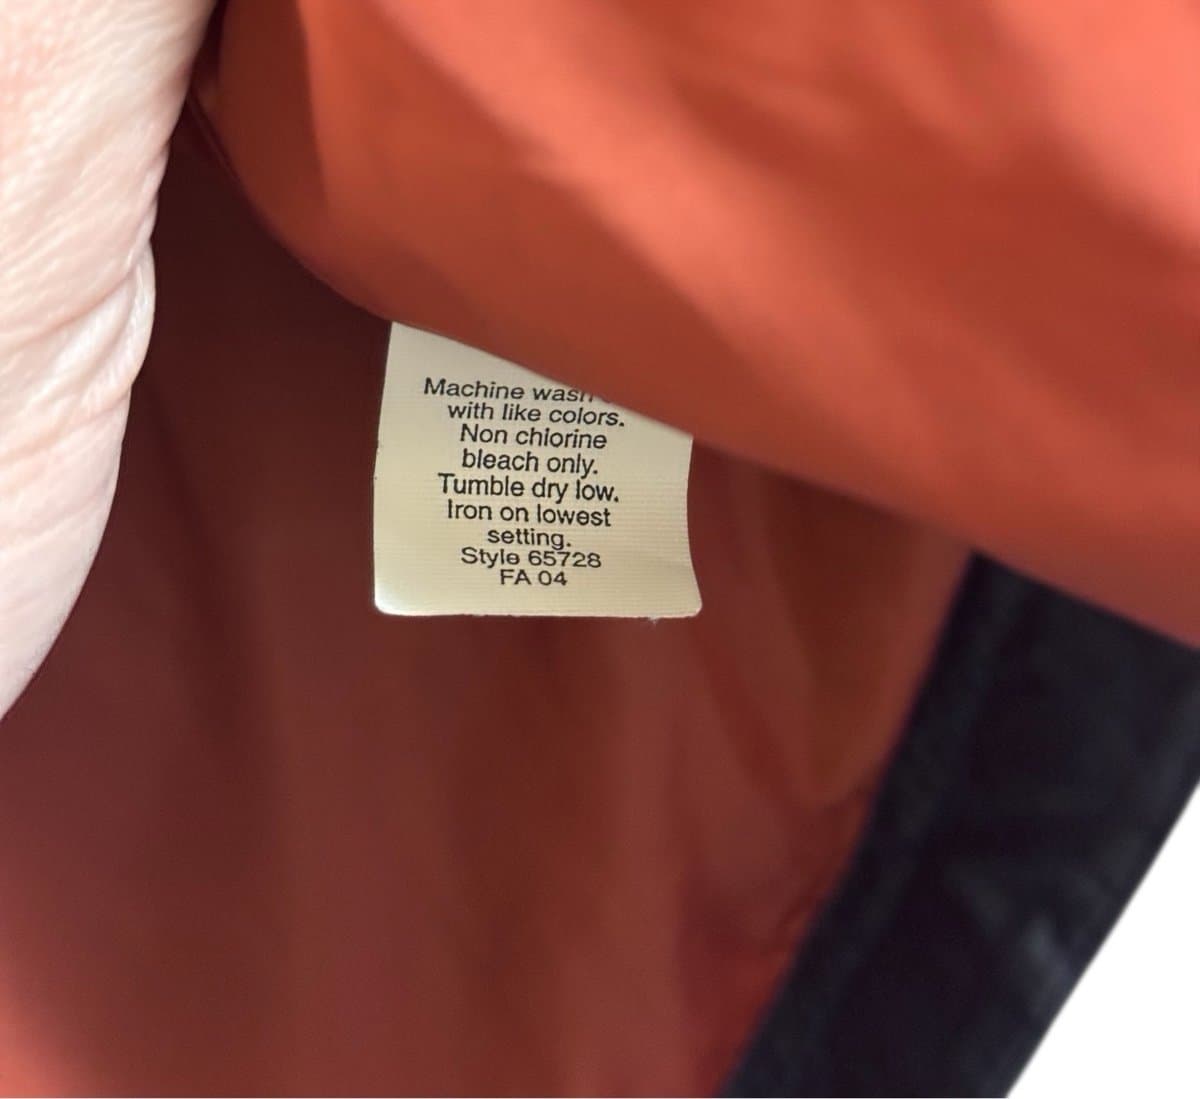 Machine wash
with like colors.
Non chlorine
bleach only.
Tumble dry low.
Iron on lowest
setting.
Style 65728
FA 04